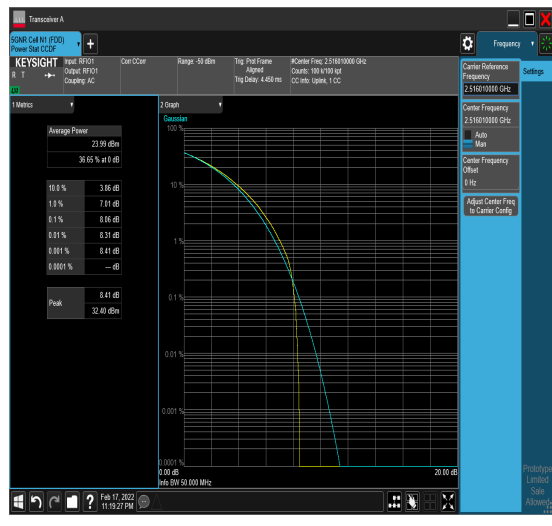 Transceiver A
5GNR Cell N1 (FDD)
Power Stat CCDF
Frequency
KEYSIGHT
R T
Input: RFIO1
Output: RFIO1
Coupling: AC
Corr CCorr
Range: -50 dBm
Trig: Prot Frame
Aligned
Trig Delay: 4.450 ms
#Center Freq: 2.516010000 GHz
Counts: 100 k/100 kpt
CC Info: Uplink, 1 CC
Settings
Carrier Reference
Frequency
2.516010000 GHz
Center Frequency
2.516010000 GHz
Auto
Man
Center Frequency
Offset
0 Hz
Adjust Center Freq
to Carrier Config
1 Metrics
Average Power
23.99 dBm
36.65 % at 0 dB
10.0 % 3.86 dB
1.0 % 7.01 dB
0.1 % 8.06 dB
0.01 % 8.31 dB
0.001 % 8.41 dB
0.0001 % --- dB
Peak
8.41 dB
32.40 dBm
2 Graph
Gaussian
100 %
10 %
1 %
0.1 %
0.01 %
0.001 %
0.0001 %
0.00 dB
20.00 dB
Info BW 50.000 MHz
Prototype
Limited
Sale
Allowed
Feb 17, 2022
11:19:27 PM